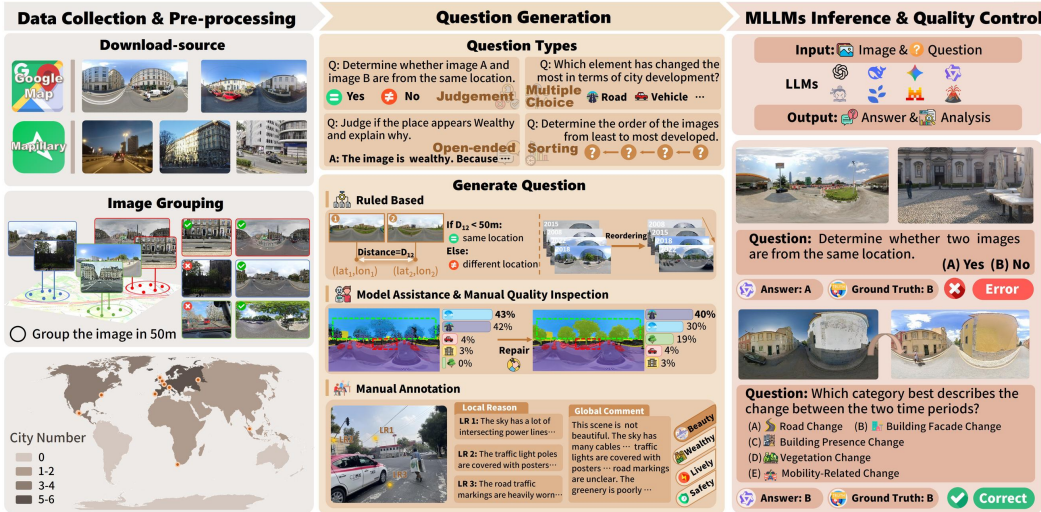 Data Collection & Pre-processing
Download-source
Google
Map
Mapillary
Image Grouping
Group the image in 50m
City Number
0
1-2
3-4
5-6
Question Generation
Question Types
Q: Determine whether image A and
image B are from the same location.
Yes
No
Judgement
Q: Which element has changed the
most in terms of city development?
Multiple
Choice
Road
Vehicle ···
Q: Judge if the place appears Wealthy
and explain why.
Open-ended
A: The image is wealthy. Because ···
Q: Determine the order of the images
from least to most developed.
Sorting
? ? ? ?
Generate Question
Ruled Based
1
2
Distance=D12
(lat1,lon1)
(lat2,lon2)
If D12 < 50m:
same location
Else:
different location
2015
2018
Reordering
2008
2015
2018
Model Assistance & Manual Quality Inspection
43%
42%
4%
3%
0%
Repair
40%
30%
19%
4%
3%
Manual Annotation
LR1
Local Reason
LR 1: The sky has a lot of
intersecting power lines···
LR 2: The traffic light poles
are covered with posters···
LR 3: The road traffic
markings are heavily worn···
Global Comment
This scene is not
beautiful. The sky has
many cables ··· traffic
lights are covered with
posters ··· road markings
are unclear. The
greenery is poorly ···
Beauty
Wealthy
Lively
Safety
MLLMs Inference & Quality Control
Input: Image & ? Question
LLMs
Output: Answer & Analysis
Question: Determine whether two images
are from the same location.
(A) Yes (B) No
Answer: A
Ground Truth: B
Error
Question: Which category best describes the
change between the two time periods?
(A) Road Change (B) Building Facade Change
(C) Building Presence Change
(D) Vegetation Change
(E) Mobility-Related Change
Answer: B
Ground Truth: B
Correct